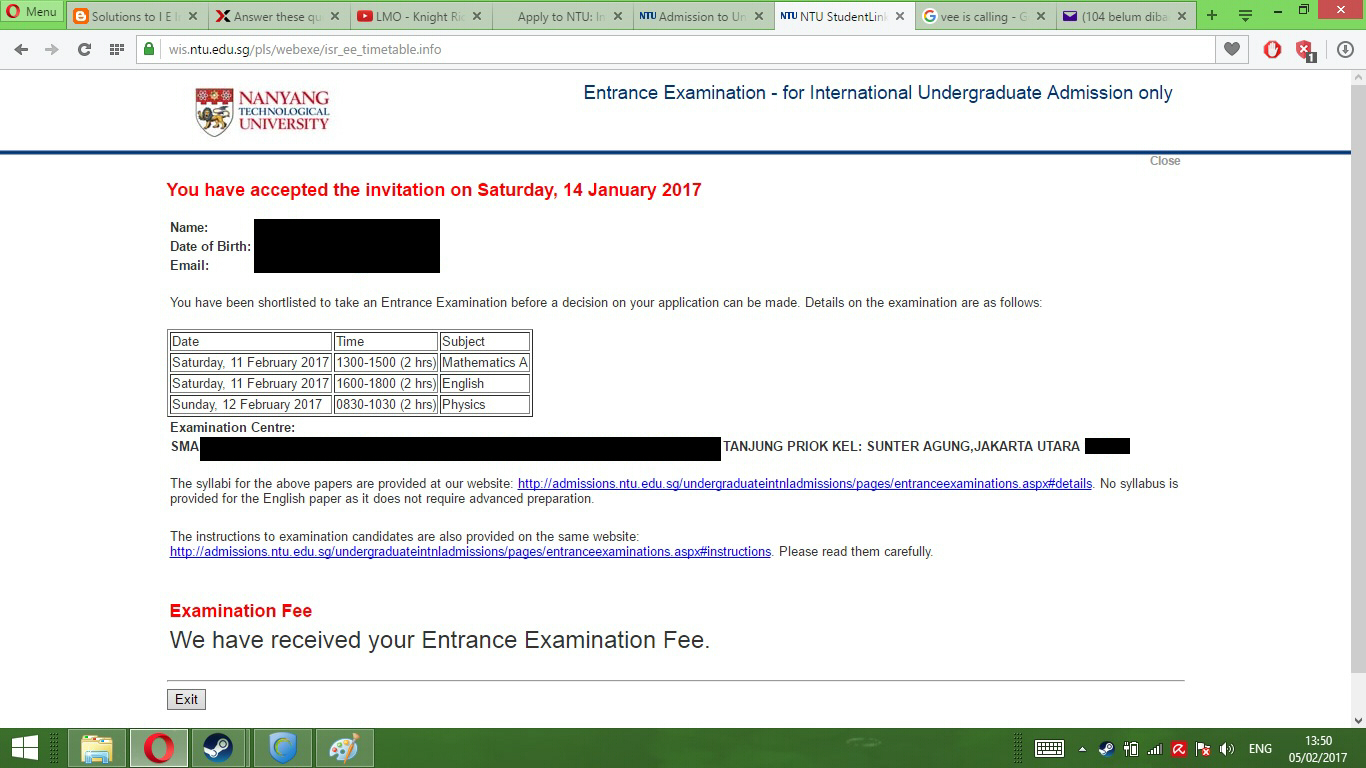 Menu
Solutions to I E I
Answer these qu
LMO - Knight Ri
Apply to NTU: In
NTU Admission to Un
NTU NTU StudentLink
vee is calling - G
(104 belum diba
wis.ntu.edu.sg/pls/webexe/isr_ee_timetable.info
1
NANYANG
TECHNOLOGICAL
UNIVERSITY
Entrance Examination - for International Undergraduate Admission only
Close
You have accepted the invitation on Saturday, 14 January 2017
Name:
Date of Birth:
Email:
You have been shortlisted to take an Entrance Examination before a decision on your application can be made. Details on the examination are as follows:
Date Time Subject
Saturday, 11 February 2017 1300-1500 (2 hrs) Mathematics A
Saturday, 11 February 2017 1600-1800 (2 hrs) English
Sunday, 12 February 2017 0830-1030 (2 hrs) Physics
Examination Centre:
SMA TANJUNG PRIOK KEL: SUNTER AGUNG,JAKARTA UTARA
The syllabi for the above papers are provided at our website: http://admissions.ntu.edu.sg/undergraduateintnladmissions/pages/entranceexaminations.aspx#details. No syllabus is
provided for the English paper as it does not require advanced preparation.
The instructions to examination candidates are also provided on the same website:
http://admissions.ntu.edu.sg/undergraduateintnladmissions/pages/entranceexaminations.aspx#instructions. Please read them carefully.
Examination Fee
We have received your Entrance Examination Fee.
Exit
ENG
13:50
05/02/2017